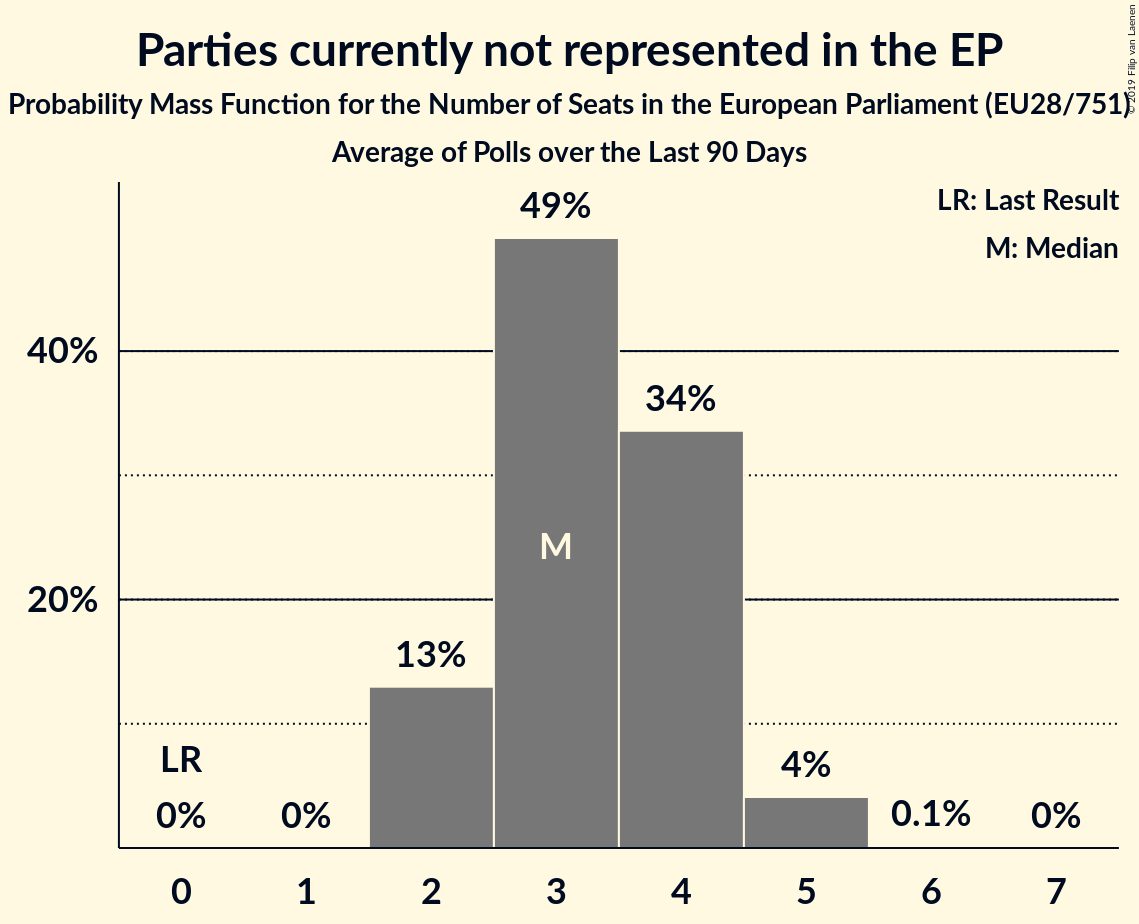 Parties currently not represented in the EP
Probability Mass Function for the Number of Seats in the European Parliament (EU28/751)
Average of Polls over the Last 90 Days
© 2019 Filip van Laenen
LR: Last Result
M: Median
49%
40%
34%
M
20%
13%
LR
4%
0%
0%
0.1%
0%
0
1
2
3
4
5
6
7